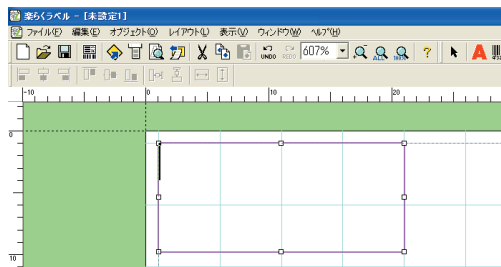 楽らくラベル - [未設定1]
ファイル(F) 編集(E) オブジェクト(O) レイアウト(L) 表示(V) ウィンドウ(W) ヘルプ(H)
UNDO REDO 607% ALL 100% ? A
-10 0 10 20
0
10